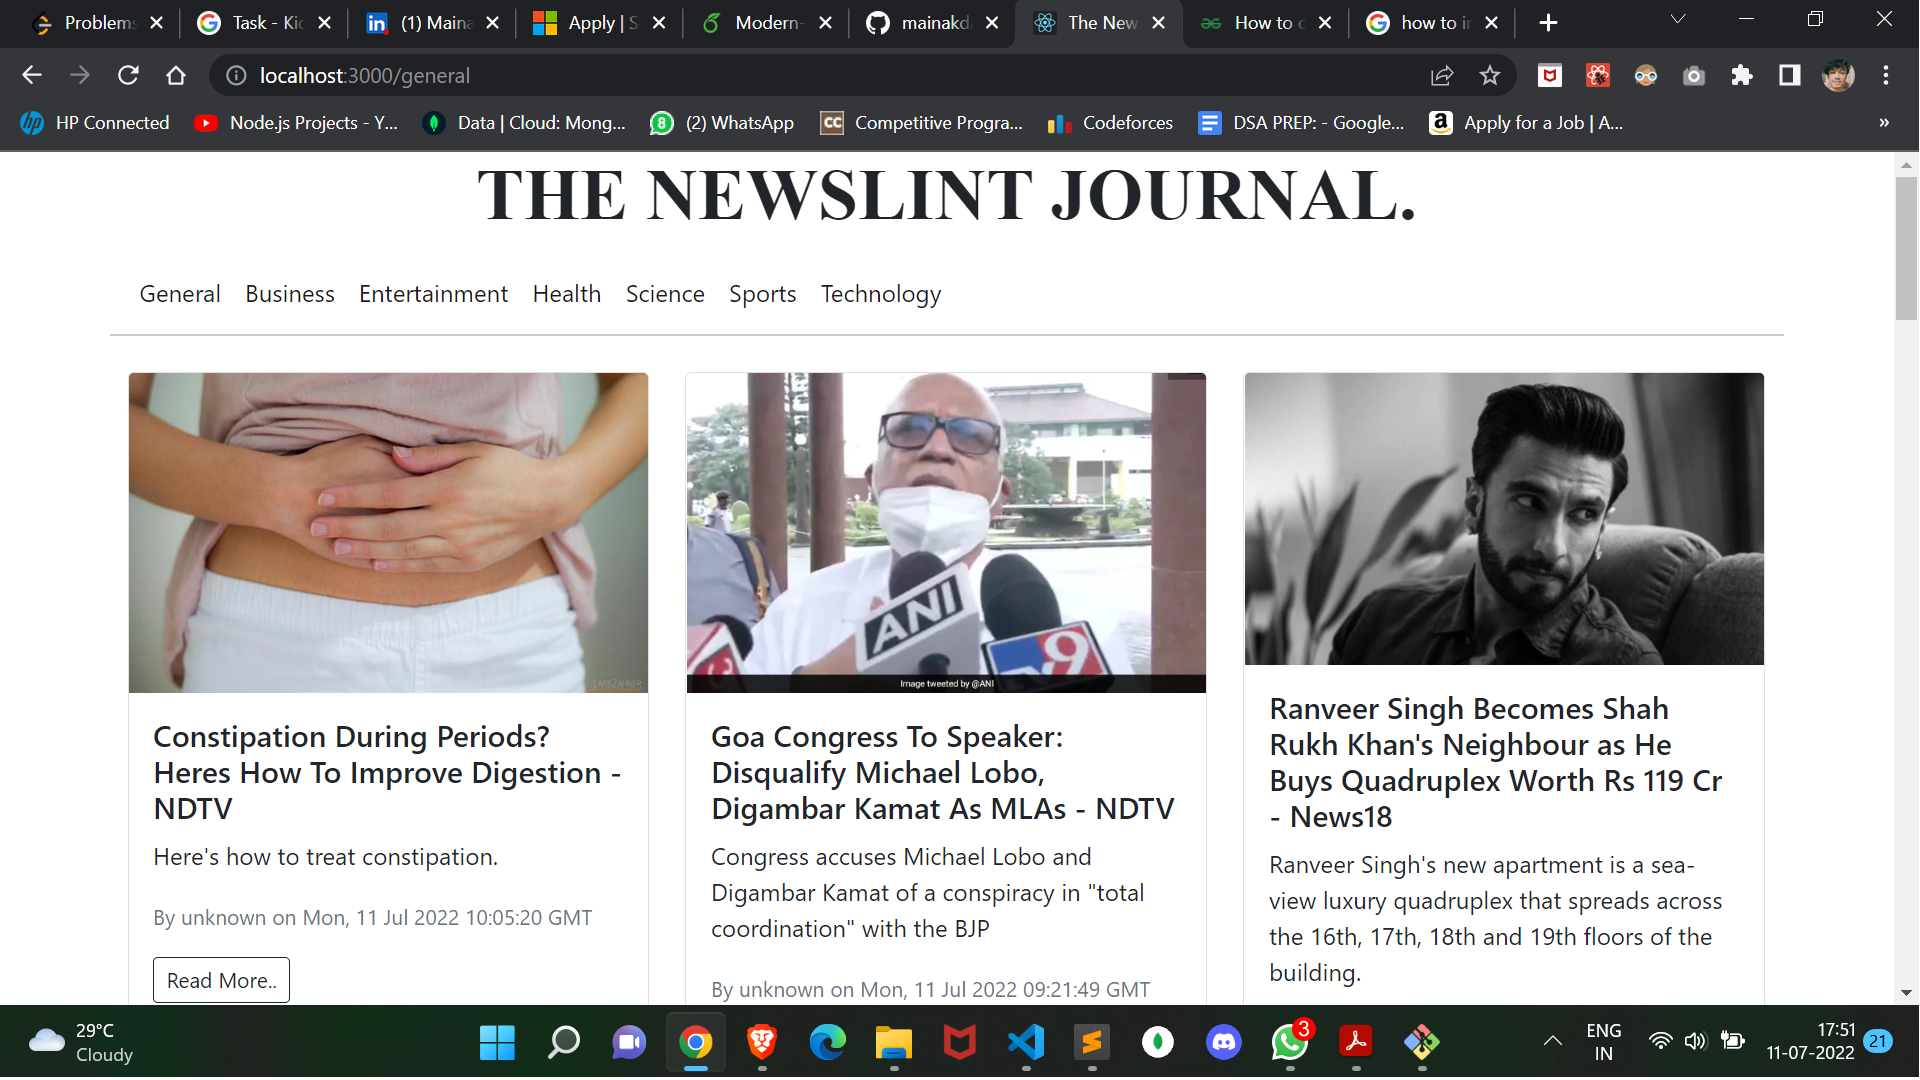 Problems
Task - Kic
(1) Maina
Apply | S
Modern-
mainakda
The New
How to c
how to in
localhost:3000/general
HP Connected
Node.js Projects - Y...
Data | Cloud: Mong...
(2) WhatsApp
Competitive Progra...
Codeforces
DSA PREP: - Google...
Apply for a Job | A...
»
THE NEWSLINT JOURNAL.
General Business Entertainment Health Science Sports Technology
ANI
Image tweeted by @ANI
Constipation During Periods?
Heres How To Improve Digestion -
NDTV
Here's how to treat constipation.
By unknown on Mon, 11 Jul 2022 10:05:20 GMT
Read More..
Goa Congress To Speaker:
Disqualify Michael Lobo,
Digambar Kamat As MLAs - NDTV
Congress accuses Michael Lobo and
Digambar Kamat of a conspiracy in "total
coordination" with the BJP
By unknown on Mon, 11 Jul 2022 09:21:49 GMT
Ranveer Singh Becomes Shah
Rukh Khan's Neighbour as He
Buys Quadruplex Worth Rs 119 Cr
- News18
Ranveer Singh's new apartment is a sea-
view luxury quadruplex that spreads across
the 16th, 17th, 18th and 19th floors of the
building.
29°C
Cloudy
3
ENG
IN
17:51
11-07-2022
21